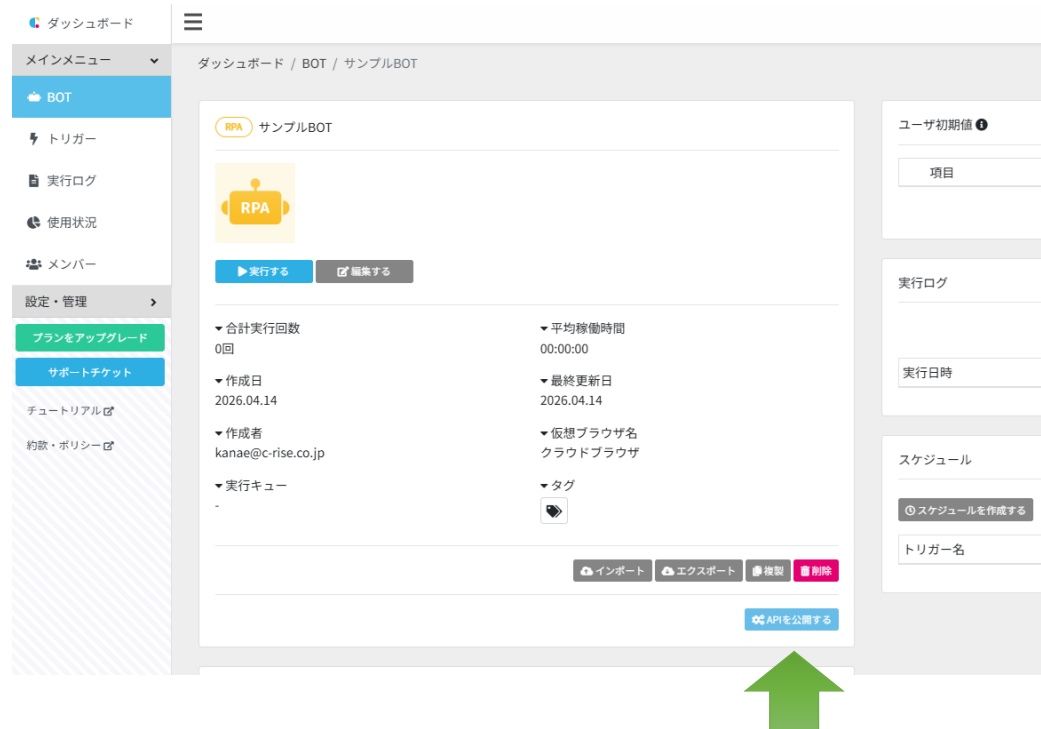 ダッシュボード
メインメニュー
BOT
トリガー
実行ログ
使用状況
メンバー
設定・管理
プランをアップグレード
サポートチケット
チュートリアル
約款・ポリシー
ダッシュボード / BOT / サンプルBOT
RPA サンプルBOT
RPA
実行する 編集する
合計実行回数
0回
平均稼働時間
00:00:00
作成日
2026.04.14
最終更新日
2026.04.14
作成者
kanae@c-rise.co.jp
仮想ブラウザ名
クラウドブラウザ
実行キュー
-
タグ
インポート エクスポート 複製 削除
APIを公開する
ユーザ初期値
項目
実行ログ
実行日時
スケジュール
スケジュールを作成する
トリガー名